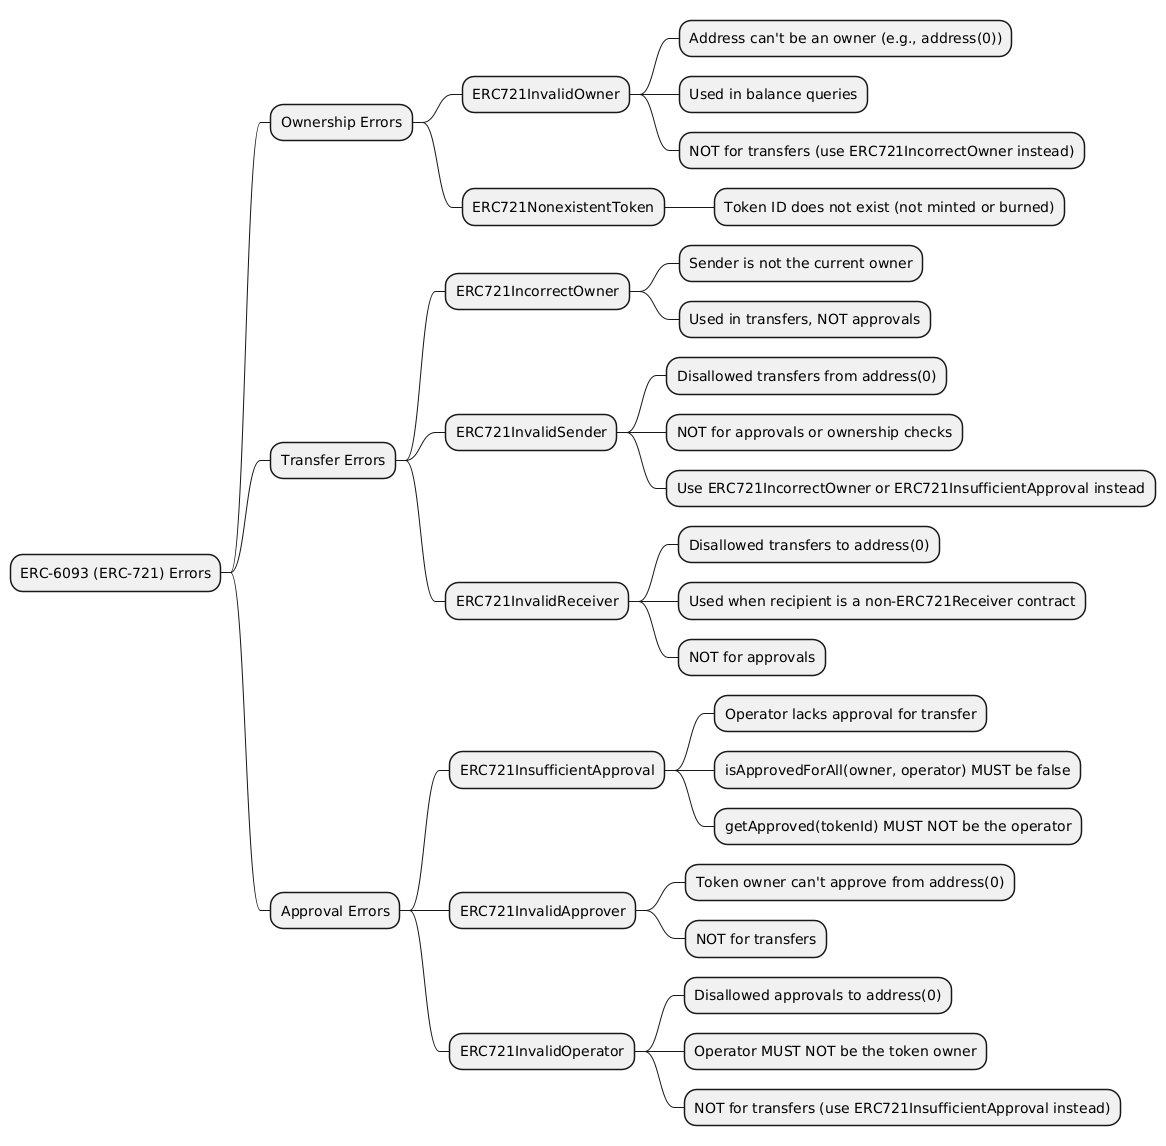 ERC-6093 (ERC-721) Errors
Ownership Errors
ERC721InvalidOwner
Address can't be an owner (e.g., address(0))
Used in balance queries
NOT for transfers (use ERC721IncorrectOwner instead)
ERC721NonexistentToken
Token ID does not exist (not minted or burned)
Transfer Errors
ERC721IncorrectOwner
Sender is not the current owner
Used in transfers, NOT approvals
ERC721InvalidSender
Disallowed transfers from address(0)
NOT for approvals or ownership checks
Use ERC721IncorrectOwner or ERC721InsufficientApproval instead
ERC721InvalidReceiver
Disallowed transfers to address(0)
Used when recipient is a non-ERC721Receiver contract
NOT for approvals
Approval Errors
ERC721InsufficientApproval
Operator lacks approval for transfer
isApprovedForAll(owner, operator) MUST be false
getApproved(tokenId) MUST NOT be the operator
ERC721InvalidApprover
Token owner can't approve from address(0)
NOT for transfers
ERC721InvalidOperator
Disallowed approvals to address(0)
Operator MUST NOT be the token owner
NOT for transfers (use ERC721InsufficientApproval instead)